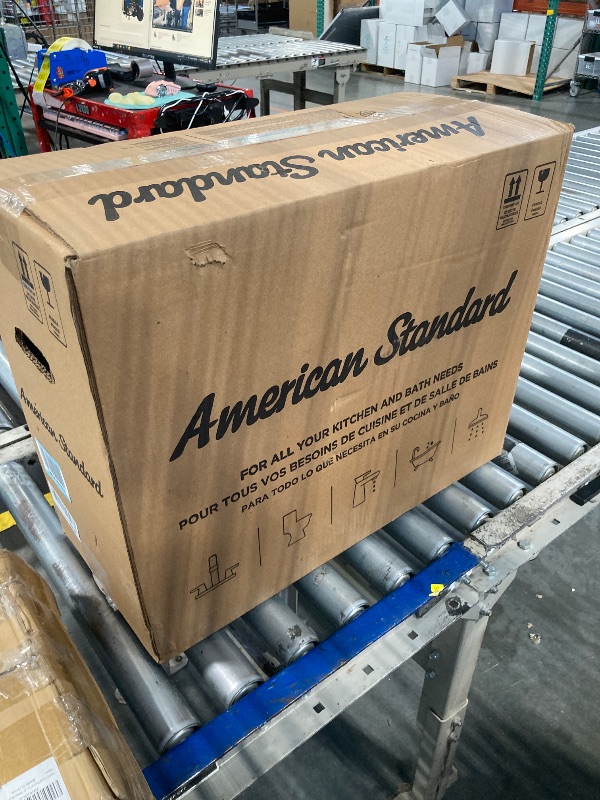 American Standard
American Standard
FOR ALL YOUR KITCHEN AND BATH NEEDS
POUR TOUS VOS BESOINS DE CUISINE ET DE SALLE DE BAINS
PARA TODO LO QUE NECESITA EN SU COCINA Y BAÑO
American Standard